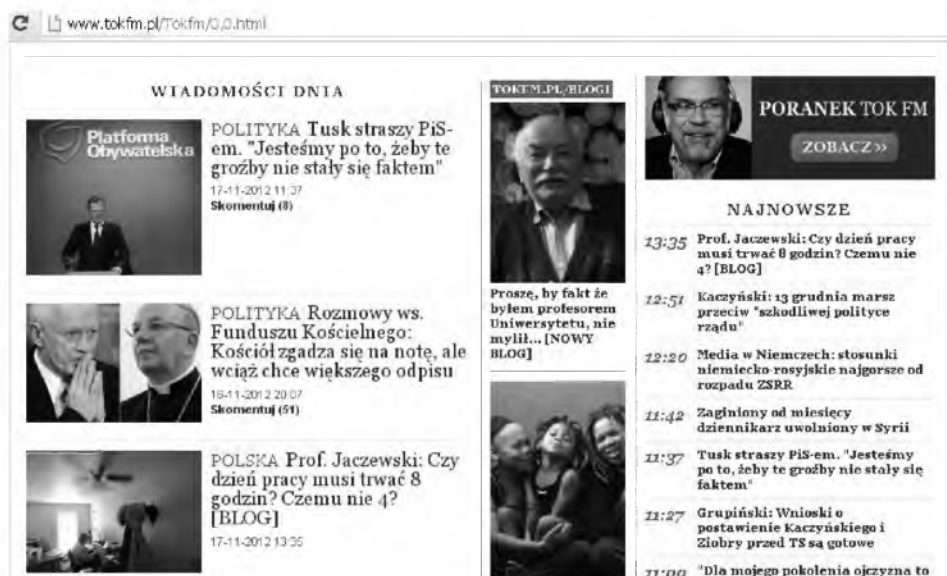 www.tokfm.pl/Tokfm/0,0.html
WIADOMOŚCI DNIA
Platforma
Obywatelska
POLITYKA Tusk straszy PiS-
em. "Jesteśmy po to, żeby te
groźby nie stały się faktem"
17-11-2012 11:37
Skomentuj (8)
POLITYKA Rozmowy ws.
Funduszu Kościelnego:
Kościół zgadza się na notę, ale
wciąż chce większego odpisu
16-11-2012 20:07
Skomentuj (51)
POLSKA Prof. Jaczewski: Czy
dzień pracy musi trwać 8
godzin? Czemu nie 4?
[BLOG]
17-11-2012 13:35
TOKFM.PL/BLOGI
Proszę, by fakt że
byłem profesorem
Uniwersytetu, nie
mylił... [NOWY
BLOG]
PORANEK TOK FM
ZOBACZ »
NAJNOWSZE
13:35 Prof. Jaczewski: Czy dzień pracy
musi trwać 8 godzin? Czemu nie
4? [BLOG]
12:51 Kaczyński: 13 grudnia marsz
przeciw "szkodliwej polityce
rządu"
12:20 Media w Niemczech: stosunki
niemiecko-rosyjskie najgorsze od
rozpadu ZSRR
11:42 Zaginiony od miesięcy
dziennikarz uwolniony w Syrii
11:37 Tusk straszy PiS-em. "Jesteśmy
po to, żeby te groźby nie stały się
faktem"
11:27 Grupiński: Wnioski o
postawienie Kaczyńskiego i
Ziobry przed TS są gotowe
11:00 "Dla mojego pokolenia ojczyzna to